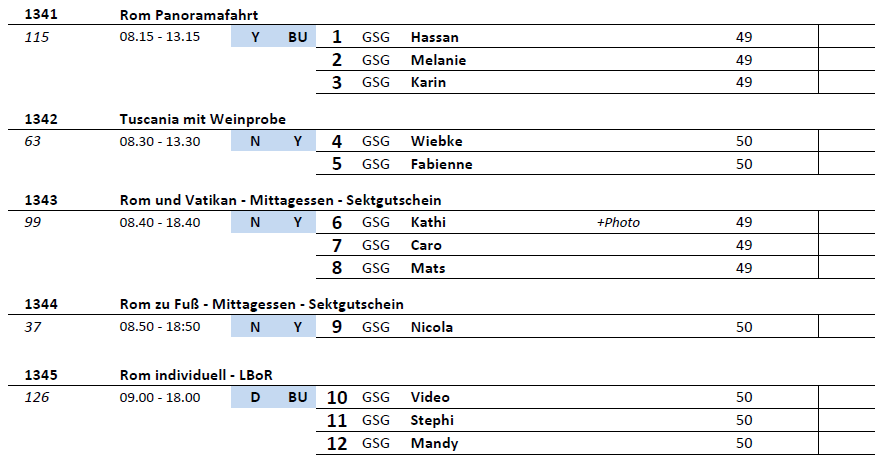 1341 Rom Panoramafahrt
115 08.15 - 13.15 Y BU 1 GSG Hassan 49
2 GSG Melanie 49
3 GSG Karin 49
1342 Tuscania mit Weinprobe
63 08.30 - 13.30 N Y 4 GSG Wiebke 50
5 GSG Fabienne 50
1343 Rom und Vatikan - Mittagessen - Sektgutschein
99 08.40 - 18.40 N Y 6 GSG Kathi +Photo 49
7 GSG Caro 49
8 GSG Mats 49
1344 Rom zu Fuß - Mittagessen - Sektgutschein
37 08.50 - 18:50 N Y 9 GSG Nicola 50
1345 Rom individuell - LBoR
126 09.00 - 18.00 D BU 10 GSG Video 50
11 GSG Stephi 50
12 GSG Mandy 50